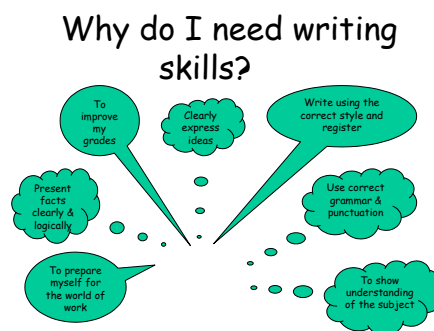 Why do I need writing
skills?
To
improve
my
grades
Clearly
express
ideas
Write using the
correct style and
register
Present
facts
clearly &
logically
Use correct
grammar &
punctuation
To prepare
myself for
the world of
work
To show
understanding
of the subject